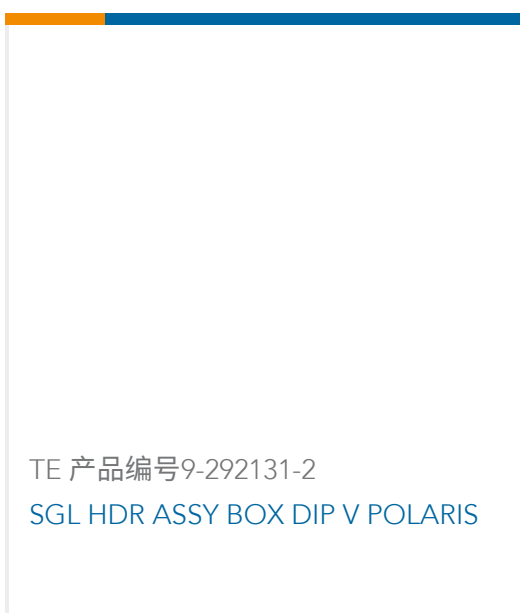 TE 产品编号9-292131-2
SGL HDR ASSY BOX DIP V POLARIS